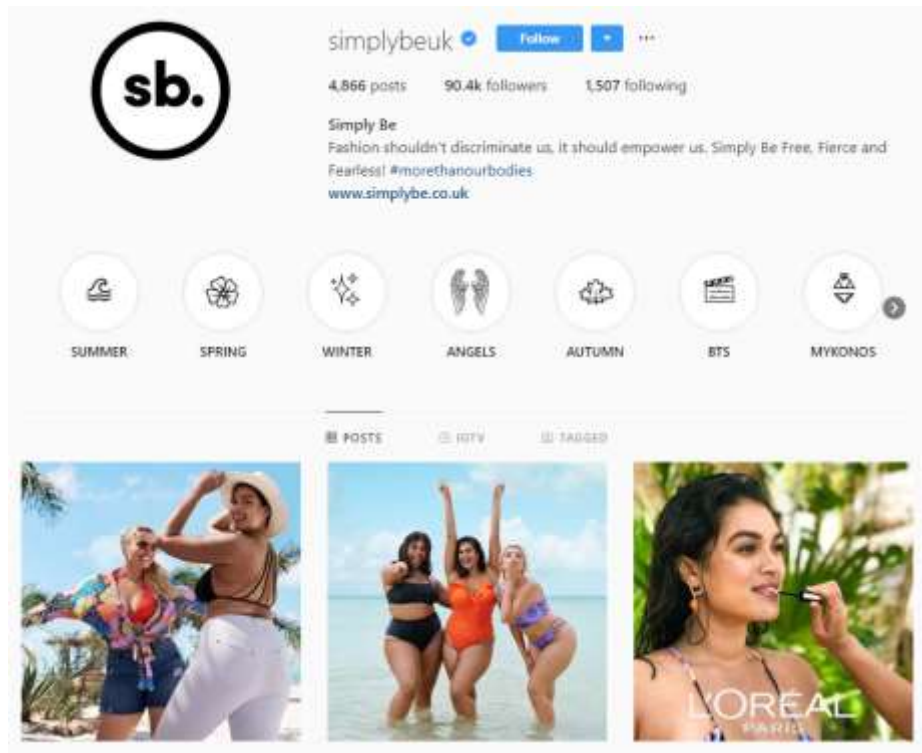 sb.
simplybeuk
Follow
4,866 posts 90.4k followers 1,507 following
Simply Be
Fashion shouldn't discriminate us, it should empower us. Simply Be Free, Fierce and
Fearless! #morethanourbodies
www.simplybe.co.uk
SUMMER SPRING WINTER ANGELS AUTUMN BTS MYKONOS
POSTS IGTV TAGGED
L'ORÉAL
PARIS